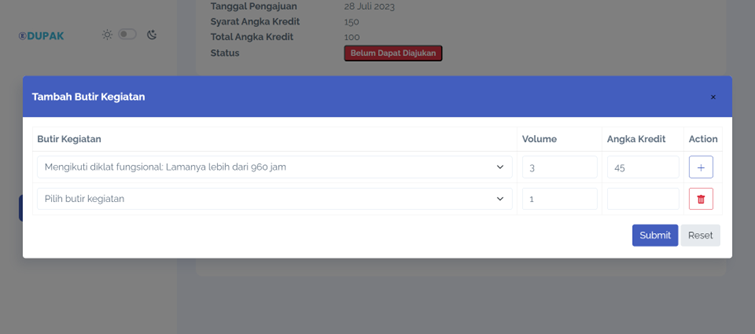 Tanggal Pengajuan 28 Juli 2023
Syarat Angka Kredit 150
Total Angka Kredit 100
Status Belum Dapat Diajukan
®DUPAK
Tambah Butir Kegiatan ×
Butir Kegiatan Volume Angka Kredit Action
Mengikuti diklat fungsional: Lamanya lebih dari 960 jam 3 45 +
Pilih butir kegiatan 1
Submit Reset